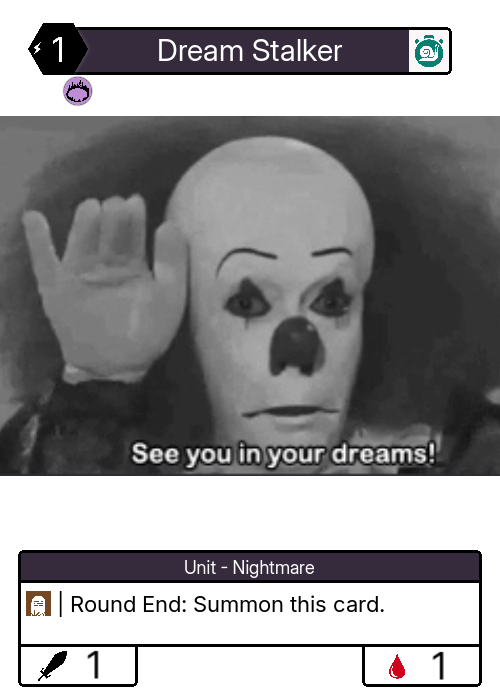 1 Dream Stalker
See you in your dreams!
Unit - Nightmare
| Round End: Summon this card.
1 1